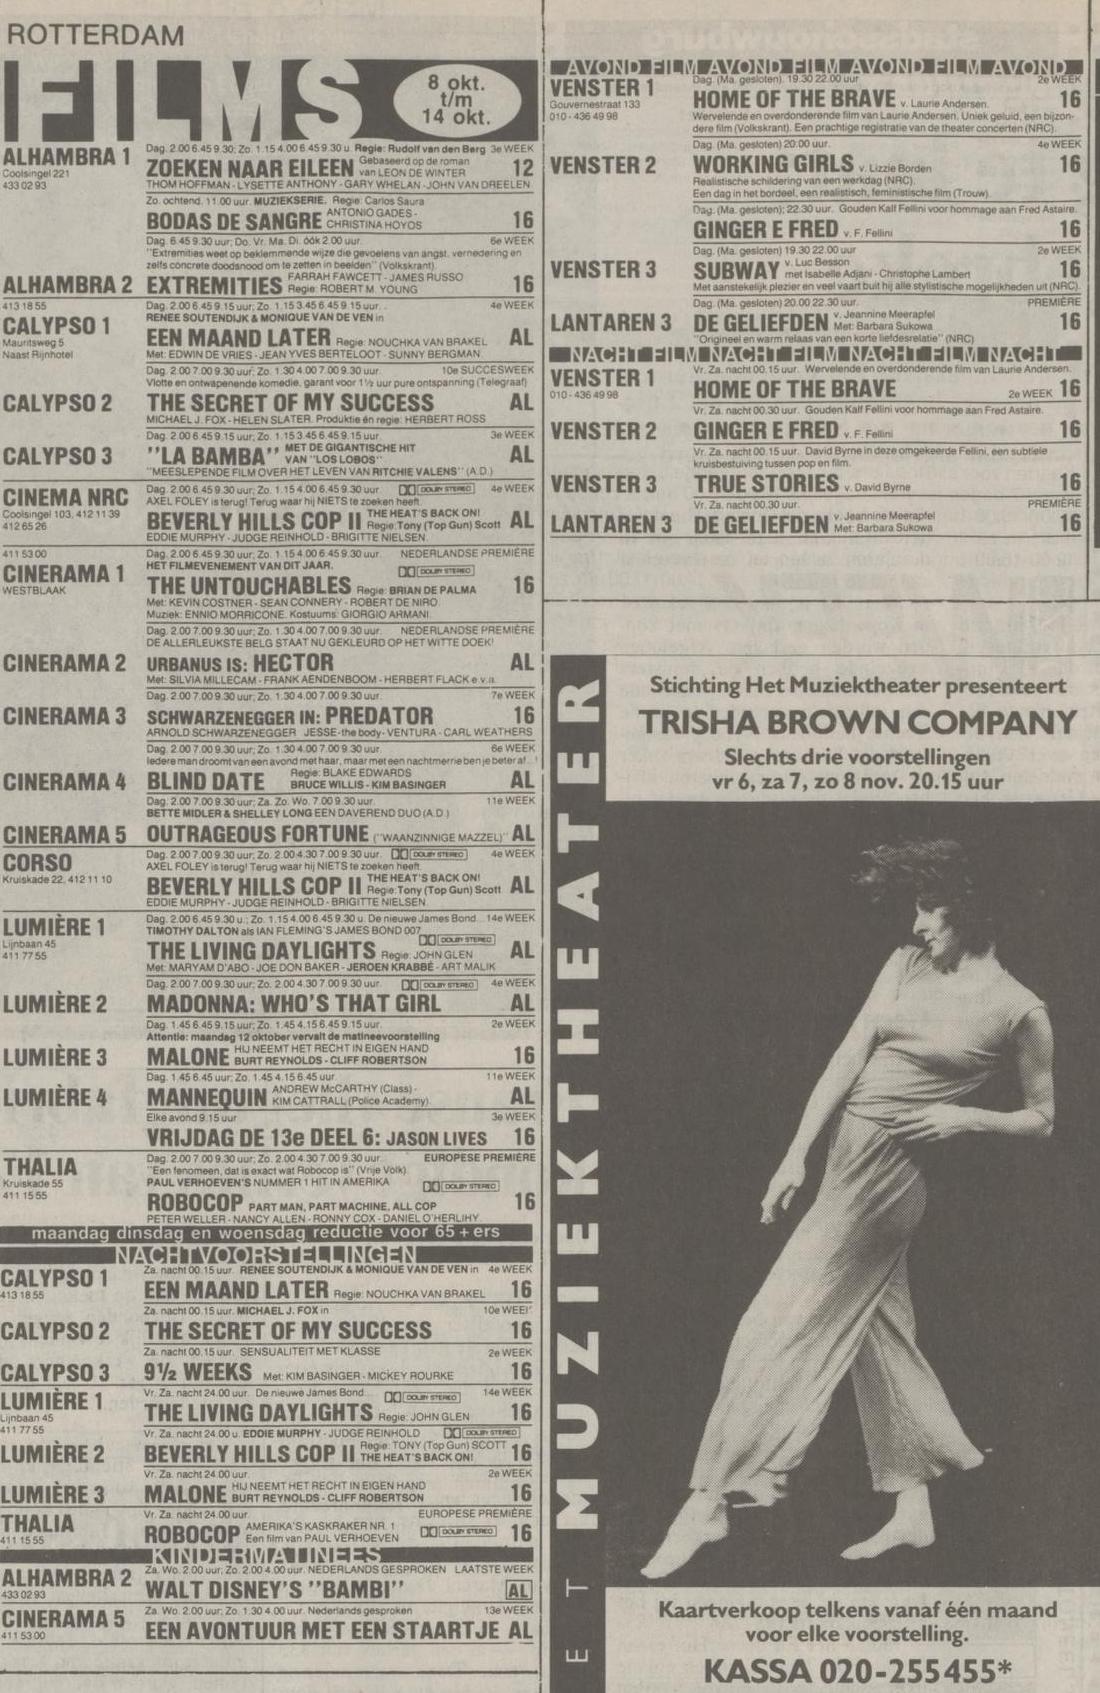 ROTTERDAM
FILMS
8 okt.
t/m
14 okt.
ALHAMBRA 1
Coolsingel 221
433 02 93
Dag. 2.00 6.45 9.30; Zo. 1.15 4.00 6.45 9.30 u. Regie: Rudolf van den Berg 3e WEEK
ZOEKEN NAAR EILEEN Gebaseerd op de roman van LEON DE WINTER 12
THOM HOFFMAN - LYSETTE ANTHONY - GARY WHELAN - JOHN VAN DREELEN
Zo. ochtend. 11.00 uur. MUZIEKSERIE. Regie: Carlos Saura
BODAS DE SANGRE ANTONIO GADES - CHRISTINA HOYOS 16
Dag. 6.45 9.30 uur; Do. Vr. Ma. Di. óók 2.00 uur. 6e WEEK
"Extremities weet op beklemmende wijze die gevoelens van angst, vernedering en
zelfs concrete doodsnood om te zetten in beelden" (Volkskrant).
ALHAMBRA 2 EXTREMITIES FARRAH FAWCETT - JAMES RUSSO Regie: ROBERT M. YOUNG 16
413 18 55
CALYPSO 1
Mauritsweg 5
Naast Rijnhotel
Dag. 2.00 6.45 9.15 uur; Zo. 1.15 3.45 6.45 9.15 uur. 4e WEEK
RENEE SOUTENDIJK & MONIQUE VAN DE VEN in
EEN MAAND LATER Regie: NOUCHKA VAN BRAKEL AL
Met: EDWIN DE VRIES - JEAN YVES BERTELOOT - SUNNY BERGMAN.
Dag. 2.00 7.00 9.30 uur; Zo. 1.30 4.00 7.00 9.30 uur. 10e SUCCESWEEK
Vlotte en ontwapenende komedie, garant voor 1½ uur pure ontspanning (Telegraaf)
CALYPSO 2 THE SECRET OF MY SUCCESS AL
MICHAEL J. FOX - HELEN SLATER. Produktie én regie: HERBERT ROSS
Dag. 2.00 6.45 9.15 uur; Zo. 1.15 3.45 6.45 9.15 uur. 3e WEEK
CALYPSO 3 "LA BAMBA" MET DE GIGANTISCHE HIT VAN "LOS LOBOS" AL
"MEESLEPENDE FILM OVER HET LEVEN VAN RITCHIE VALENS" (A.D.)
CINEMA NRC
Coolsingel 103, 412 11 39
412 65 26
Dag. 2.00 6.45 9.30 uur; Zo. 1.15 4.00 6.45 9.30 uur DOLBY STEREO 4e WEEK
AXEL FOLEY is terug! Terug waar hij NIETS te zoeken heeft.
BEVERLY HILLS COP II THE HEAT'S BACK ON! Regie: Tony (Top Gun) Scott AL
EDDIE MURPHY - JUDGE REINHOLD - BRIGITTE NIELSEN.
411 53 00
CINERAMA 1
WESTBLAAK
Dag. 2.00 6.45 9.30 uur; Zo. 1.15 4.00 6.45 9.30 uur. NEDERLANDSE PREMIÈRE
HET FILMEVENEMENT VAN DIT JAAR. DOLBY STEREO
THE UNTOUCHABLES Regie: BRIAN DE PALMA 16
Met: KEVIN COSTNER - SEAN CONNERY - ROBERT DE NIRO
Muziek: ENNIO MORRICONE. Kostuums: GIORGIO ARMANI.
Dag. 2.00 7.00 9.30 uur; Zo. 1.30 4.00 7.00 9.30 uur. NEDERLANDSE PREMIÈRE
DE ALLERLEUKSTE BELG STAAT NU GEKLEURD OP HET WITTE DOEK!
CINERAMA 2 URBANUS IS: HECTOR AL
Met: SILVIA MILLECAM - FRANK AENDENBOOM - HERBERT FLACK e.v.a.
Dag. 2.00 7.00 9.30 uur; Zo. 1.30 4.00 7.00 9.30 uur. 7e WEEK
CINERAMA 3 SCHWARZENEGGER IN: PREDATOR 16
ARNOLD SCHWARZENEGGER JESSE-the body- VENTURA - CARL WEATHERS
Dag. 2.00 7.00 9.30 uur; Zo. 1.30 4.00 7.00 9.30 uur. 6e WEEK
Iedere man droomt van een avond met haar, maar met een nachtmerrie ben je beter af...!
CINERAMA 4 BLIND DATE Regie: BLAKE EDWARDS BRUCE WILLIS - KIM BASINGER AL
Dag. 2.00 7.00 9.30 uur; Za. Zo. Wo. 7.00 9.30 uur. 11e WEEK
BETTE MIDLER & SHELLEY LONG EEN DAVEREND DUO (A.D.)
CINERAMA 5 OUTRAGEOUS FORTUNE ("WAANZINNIGE MAZZEL)" AL
CORSO
Kruiskade 22, 412 11 10
Dag. 2.00 7.00 9.30 uur; Zo. 2.00 4.30 7.00 9.30 uur. DOLBY STEREO 4e WEEK
AXEL FOLEY is terug! Terug waar hij NIETS te zoeken heeft.
BEVERLY HILLS COP II THE HEAT'S BACK ON! Regie: Tony (Top Gun) Scott AL
EDDIE MURPHY - JUDGE REINHOLD - BRIGITTE NIELSEN.
LUMIÈRE 1
Lijnbaan 45
411 77 55
Dag. 2.00 6.45 9.30 u.; Zo. 1.15 4.00 6.45 9.30 u. De nieuwe James Bond... 14e WEEK
TIMOTHY DALTON als IAN FLEMING'S JAMES BOND 007 DOLBY STEREO
THE LIVING DAYLIGHTS Regie: JOHN GLEN AL
Met: MARYAM D'ABO - JOE DON BAKER - JEROEN KRABBÉ - ART MALIK
Dag. 2.00 7.00 9.30 uur; Zo. 2.00 4.30 7.00 9.30 uur. DOLBY STEREO 4e WEEK
LUMIÈRE 2 MADONNA: WHO'S THAT GIRL AL
Dag. 1.45 6.45 9.15 uur; Zo. 1.45 4.15 6.45 9.15 uur. 2e WEEK
Attentie: maandag 12 oktober vervalt de matineevoorstelling
LUMIÈRE 3 MALONE HIJ NEEMT HET RECHT IN EIGEN HAND BURT REYNOLDS - CLIFF ROBERTSON 16
Dag. 1.45 6.45 uur; Zo. 1.45 4.15 6.45 uur. 11e WEEK
LUMIÈRE 4 MANNEQUIN ANDREW McCARTHY (Class) - KIM CATTRALL (Police Academy). AL
Elke avond 9.15 uur 3e WEEK
VRIJDAG DE 13e DEEL 6: JASON LIVES 16
THALIA
Kruiskade 55
411 15 55
Dag. 2.00 7.00 9.30 uur; Zo. 2.00 4.30 7.00 9.30 uur. EUROPESE PREMIÈRE
"Een fenomeen, dat is exact wat Robocop is" (Vrije Volk).
PAUL VERHOEVEN'S NUMMER 1 HIT IN AMERIKA DOLBY STEREO
ROBOCOP PART MAN, PART MACHINE, ALL COP 16
PETER WELLER - NANCY ALLEN - RONNY COX - DANIEL O'HERLIHY.
maandag dinsdag en woensdag reductie voor 65+ers
NACHTVOORSTELLINGEN
CALYPSO 1
413 18 55
Za. nacht 00.15 uur. RENEE SOUTENDIJK & MONIQUE VAN DE VEN in 4e WEEK
EEN MAAND LATER Regie: NOUCHKA VAN BRAKEL 16
Za. nacht 00.15 uur. MICHAEL J. FOX in 10e WEEK
CALYPSO 2 THE SECRET OF MY SUCCESS 16
Za. nacht 00.15 uur. SENSUALITEIT MET KLASSE 2e WEEK
CALYPSO 3 9½ WEEKS Met: KIM BASINGER - MICKEY ROURKE 16
LUMIÈRE 1
Lijnbaan 45
411 77 55
Vr. Za. nacht 24.00 uur. De nieuwe James Bond... DOLBY STEREO 14e WEEK
THE LIVING DAYLIGHTS Regie: JOHN GLEN 16
Vr. Za. nacht 24.00 u. EDDIE MURPHY - JUDGE REINHOLD DOLBY STEREO 4e WEEK
LUMIÈRE 2 BEVERLY HILLS COP II Regie: TONY (Top Gun) SCOTT THE HEAT'S BACK ON! 16
Vr. Za. nacht 24.00 uur. 2e WEEK
LUMIÈRE 3 MALONE HIJ NEEMT HET RECHT IN EIGEN HAND BURT REYNOLDS - CLIFF ROBERTSON 16
THALIA
411 15 55
Vr. Za. nacht 24.00 uur. EUROPESE PREMIÈRE
ROBOCOP AMERIKA'S KASKRAKER NR. 1 Een film van PAUL VERHOEVEN DOLBY STEREO 16
KINDERMATINEES
ALHAMBRA 2
433 02 93
Za. Wo. 2.00 uur; Zo. 2.00 4.00 uur. NEDERLANDS GESPROKEN LAATSTE WEEK
WALT DISNEY'S "BAMBI" AL
CINERAMA 5
411 53 00
Za. Wo. 2.00 uur; Zo. 1.30 4.00 uur. Nederlands gesproken 13e WEEK
EEN AVONTUUR MET EEN STAARTJE AL
AVOND FILM AVOND FILM AVOND FILM AVOND FILM AVOND
VENSTER 1
Gouvernestraat 133
010 - 436 49 98
Dag. (Ma. gesloten). 19.30 22.00 uur 2e WEEK
HOME OF THE BRAVE v. Laurie Andersen. 16
Wervelende en overdonderende film van Laurie Andersen. Uniek geluid, een bijzon-
dere film (Volkskrant). Een prachtige registratie van de theater concerten (NRC).
Dag. (Ma. gesloten) 20.00 uur. 4e WEEK
VENSTER 2 WORKING GIRLS v. Lizzie Borden 16
Realistische schildering van een werkdag (NRC).
Een dag in het bordeel, een realistisch, feministische film (Trouw).
Dag. (Ma. gesloten); 22.30 uur. Gouden Kalf Fellini voor hommage aan Fred Astaire.
GINGER E FRED v. F. Fellini 16
Dag. (Ma. gesloten) 19.30 22.00 uur 2e WEEK
VENSTER 3 SUBWAY v. Luc Besson met Isabelle Adjani - Christophe Lambert 16
Met aanstekelijk plezier en veel vaart buit hij alle stylistische mogelijkheden uit (NRC).
Dag. (Ma. gesloten) 20.00 22.30 uur. PREMIÈRE
LANTAREN 3 DE GELIEFDEN v. Jeannine Meerapfel Met: Barbara Sukowa 16
"Origineel en warm relaas van een korte liefdesrelatie" (NRC)
NACHT FILM NACHT FILM NACHT FILM NACHT FILM NACHT
VENSTER 1
010 - 436 49 98
Vr. Za. nacht 00.15 uur. Wervelende en overdonderende film van Laurie Andersen.
HOME OF THE BRAVE 2e WEEK 16
Vr. Za. nacht 00.30 uur. Gouden Kalf Fellini voor hommage aan Fred Astaire.
VENSTER 2 GINGER E FRED v. F. Fellini 16
Vr. Za. nacht 00.15 uur. David Byrne in deze omgekeerde Fellini, een subtiele
kruisbestuiving tussen pop en film.
VENSTER 3 TRUE STORIES v. David Byrne 16
Vr. Za. nacht 00.30 uur. PREMIÈRE
LANTAREN 3 DE GELIEFDEN v. Jeannine Meerapfel Met: Barbara Sukowa 16
E T MUZIEKTHEATER
Stichting Het Muziektheater presenteert
TRISHA BROWN COMPANY
Slechts drie voorstellingen
vr 6, za 7, zo 8 nov. 20.15 uur
Kaartverkoop telkens vanaf één maand
voor elke voorstelling.
KASSA 020-255455*